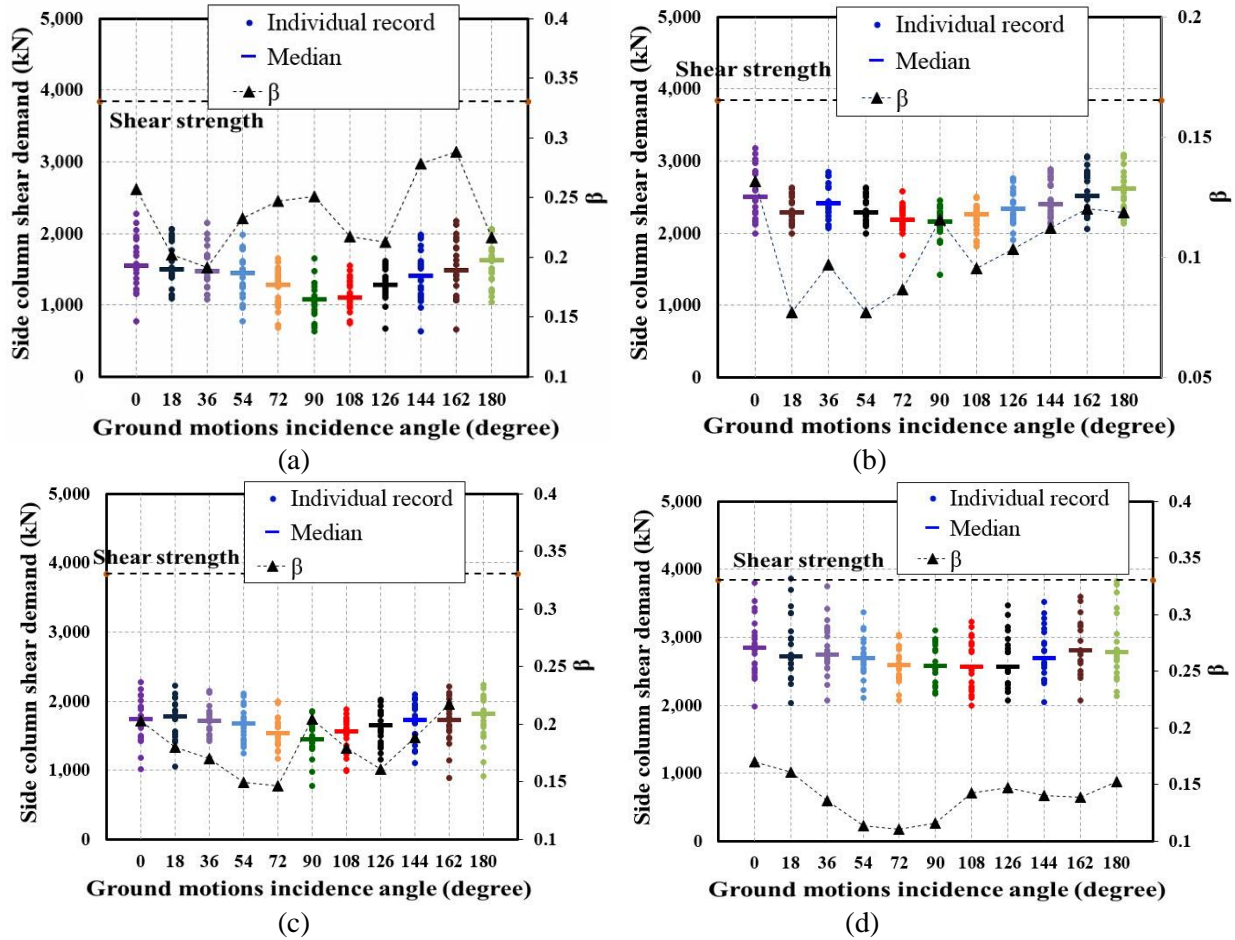 5,000
4,000
3,000
2,000
1,000
0
Side column shear demand (kN)
Individual record
Median
β
Shear strength
0.4
0.35
0.3
0.25
0.2
0.15
0.1
β
0 18 36 54 72 90 108 126 144 162 180
Ground motions incidence angle (degree)
(a)
5,000
4,000
3,000
2,000
1,000
0
Side column shear demand (kN)
Individual record
Median
β
Shear strength
0.2
0.15
0.1
0.05
β
0 18 36 54 72 90 108 126 144 162 180
Ground motions incidence angle (degree)
(b)
5,000
4,000
3,000
2,000
1,000
0
Side column shear demand (kN)
Individual record
Median
β
Shear strength
0.4
0.35
0.3
0.25
0.2
0.15
0.1
β
0 18 36 54 72 90 108 126 144 162 180
Ground motions incidence angle (degree)
(c)
5,000
4,000
3,000
2,000
1,000
0
Side column shear demand (kN)
Individual record
Median
β
Shear strength
0.4
0.35
0.3
0.25
0.2
0.15
0.1
β
0 18 36 54 72 90 108 126 144 162 180
Ground motions incidence angle (degree)
(d)